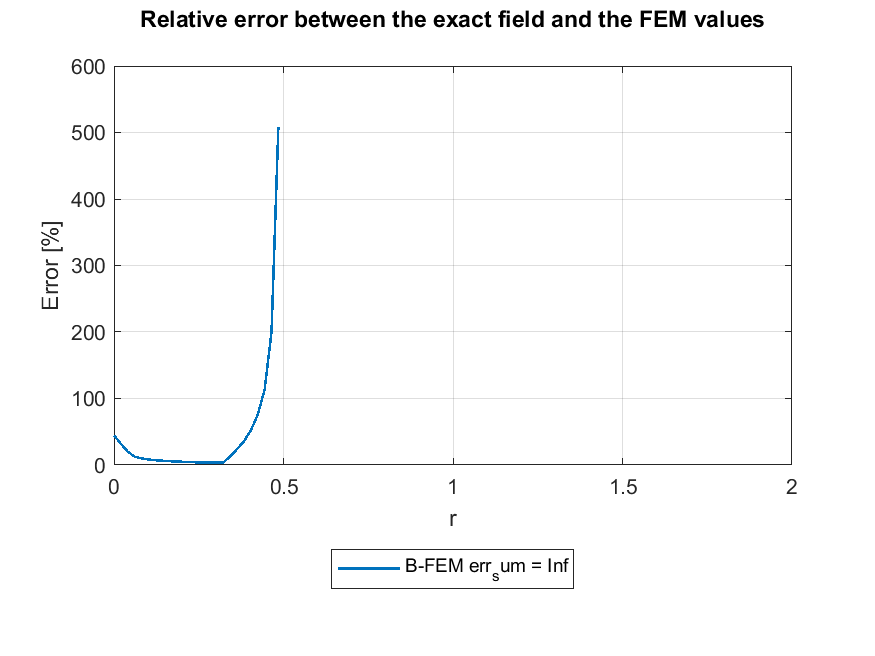 Relative error between the exact field and the FEM values
600
500
400
300
200
100
0
Error [%]
0 0.5 1 1.5 2
r
B-FEM err_sum = Inf